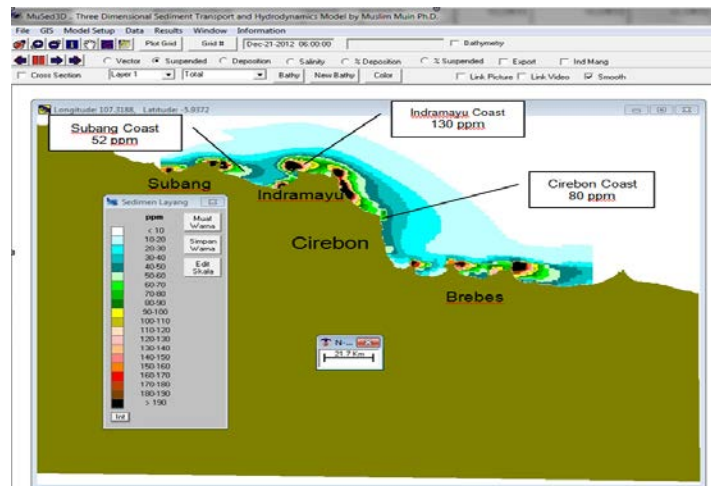 MuSed3D .. Three Dimensional Sediment Transport and Hydrodynamics Model by Muslim Muin Ph.D.
File GIS Model Setup Data Results Window Information
Plot Grid Grid # Dec-21-2012 06:00:00 Bathymetry
Vector Suspended Deposition Salinity % Deposition % Suspended Export Ind Mang
Cross Section Layer 1 Total Bathy New Bathy Color Link Picture Link Video Smooth
Longitude: 107.3188, Latitude: -5.9372
Subang Coast
52 ppm
Indramayu Coast
130 ppm
Cirebon Coast
80 ppm
Subang
Indramayu
Cirebon
Brebes
Sedimen Layang
ppm
< 10
10-20
20-30
30-40
40-50
50-60
60-70
70-80
80-90
90-100
100-110
110-120
120-130
130-140
140-150
150-160
160-170
170-180
180-190
> 190
Muat
Warna
Simpan
Warna
Edit
Skala
Int
N-...
21.7 Km